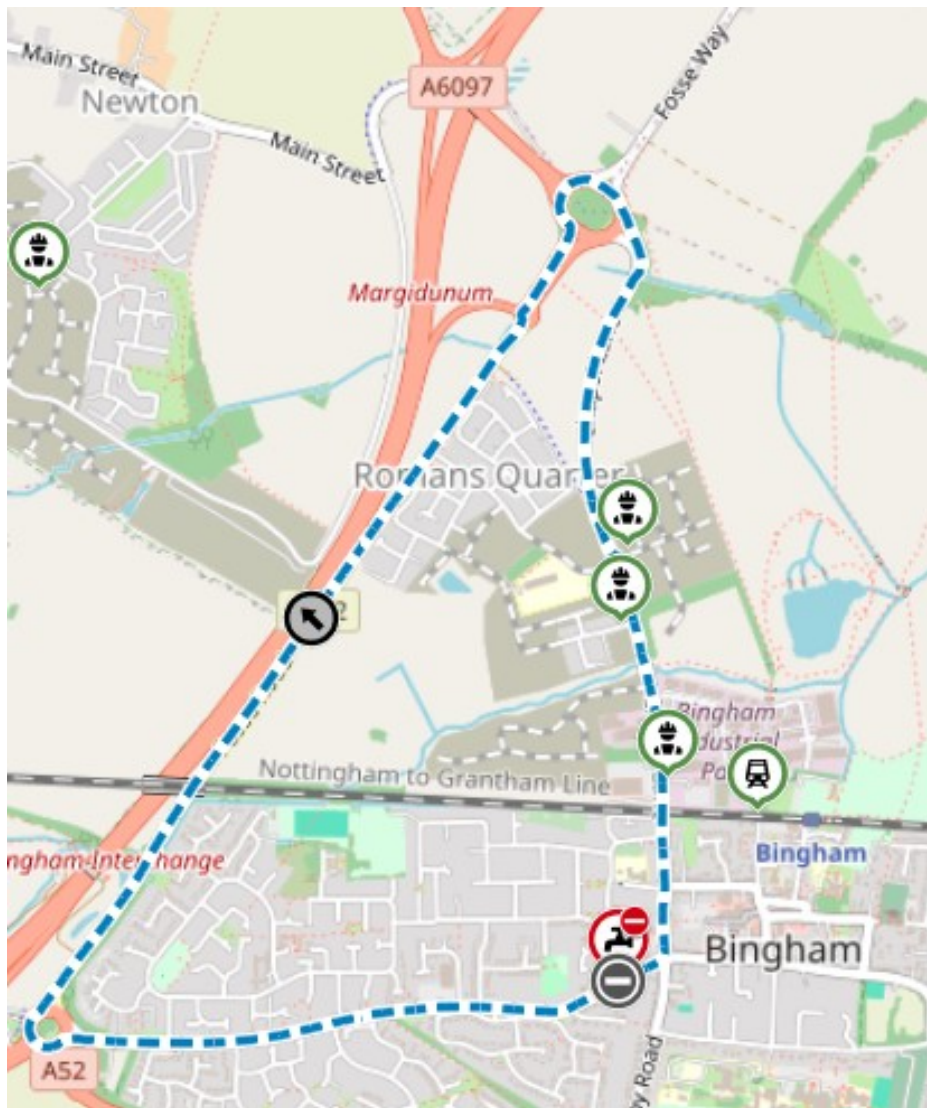 Main Street
Newton
Main Street
A6097
Fosse Way
Margidunum
Romans Quarter
2
Bingham
Industrial
Nottingham to Grantham Line
ngham-Interchange
Bingham
Bingham
A52
y Road